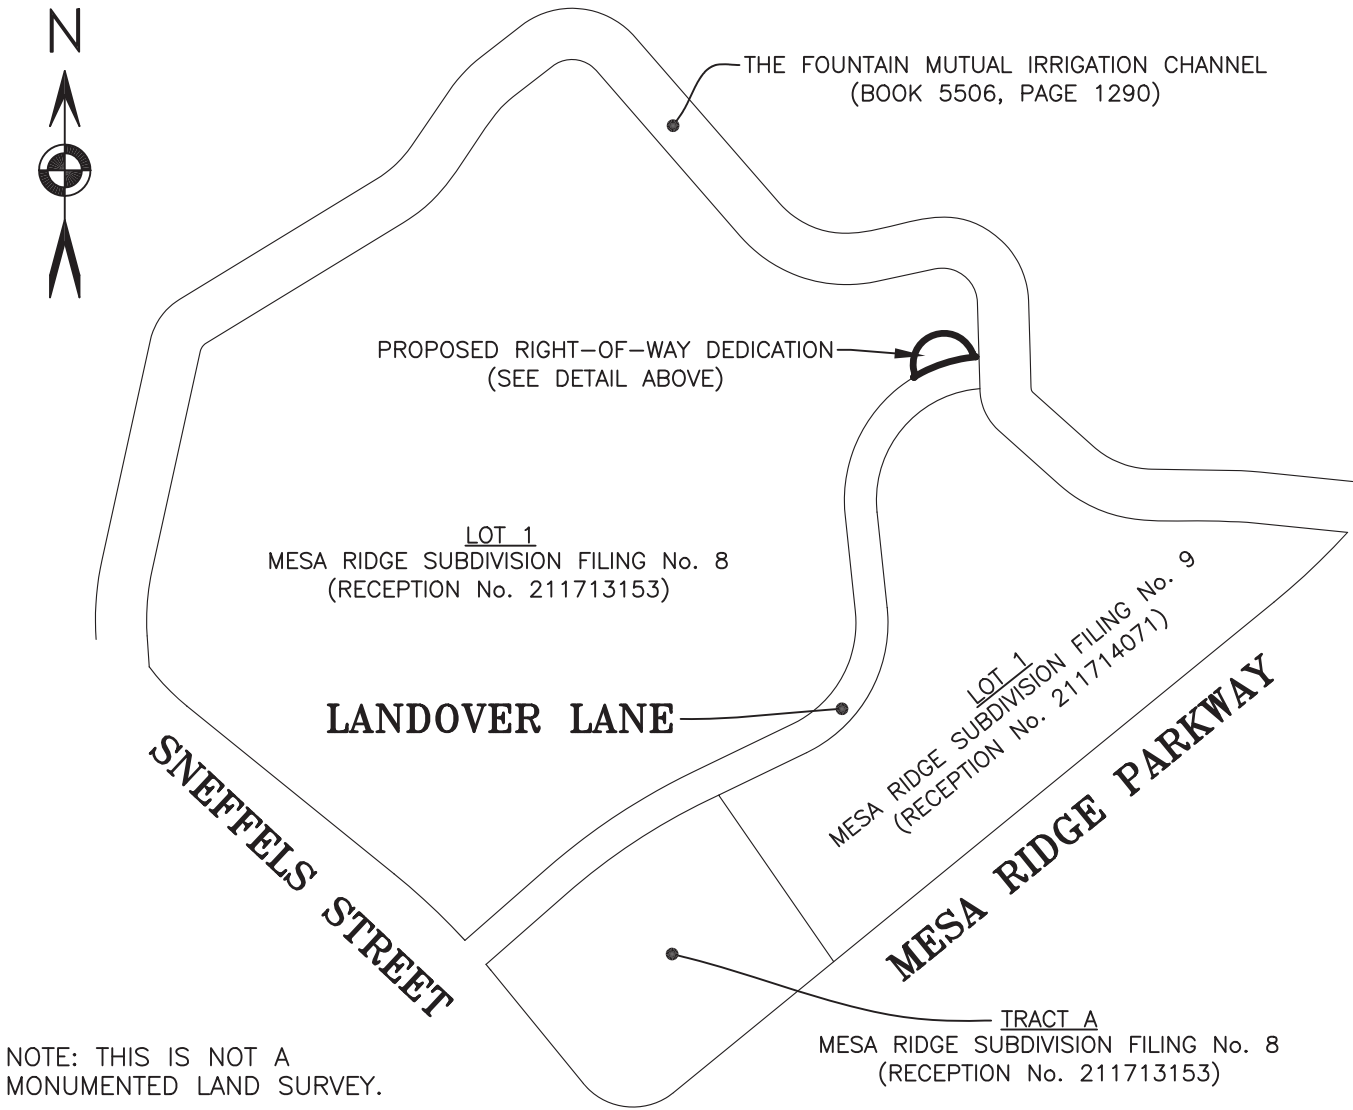 N
THE FOUNTAIN MUTUAL IRRIGATION CHANNEL
(BOOK 5506, PAGE 1290)
PROPOSED RIGHT-OF-WAY DEDICATION
(SEE DETAIL ABOVE)
LOT 1
MESA RIDGE SUBDIVISION FILING No. 8
(RECEPTION No. 211713153)
LOT 1
MESA RIDGE SUBDIVISION FILING No. 9
(RECEPTION No. 211714071)
LANDOVER LANE
SNEFFELS STREET
MESA RIDGE PARKWAY
TRACT A
MESA RIDGE SUBDIVISION FILING No. 8
(RECEPTION No. 211713153)
NOTE: THIS IS NOT A
MONUMENTED LAND SURVEY.